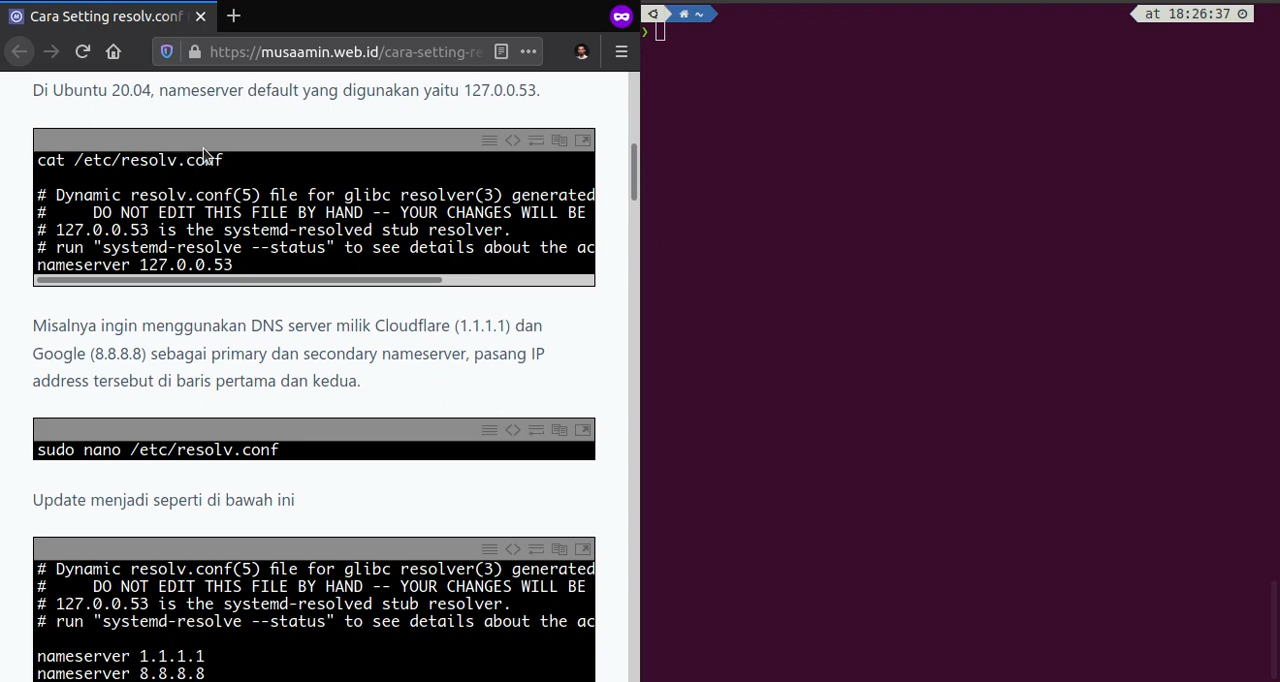 Cara Setting resolv.conf
https://musaamin.web.id/cara-setting-re
Di Ubuntu 20.04, nameserver default yang digunakan yaitu 127.0.0.53.
cat /etc/resolv.conf
# Dynamic resolv.conf(5) file for glibc resolver(3) generated
#     DO NOT EDIT THIS FILE BY HAND -- YOUR CHANGES WILL BE
# 127.0.0.53 is the systemd-resolved stub resolver.
# run "systemd-resolve --status" to see details about the ac
nameserver 127.0.0.53
Misalnya ingin menggunakan DNS server milik Cloudflare (1.1.1.1) dan
Google (8.8.8.8) sebagai primary dan secondary nameserver, pasang IP
address tersebut di baris pertama dan kedua.
sudo nano /etc/resolv.conf
Update menjadi seperti di bawah ini
# Dynamic resolv.conf(5) file for glibc resolver(3) generated
#     DO NOT EDIT THIS FILE BY HAND -- YOUR CHANGES WILL BE
# 127.0.0.53 is the systemd-resolved stub resolver.
# run "systemd-resolve --status" to see details about the ac
nameserver 1.1.1.1
nameserver 8.8.8.8
~
at 18:26:37
❯